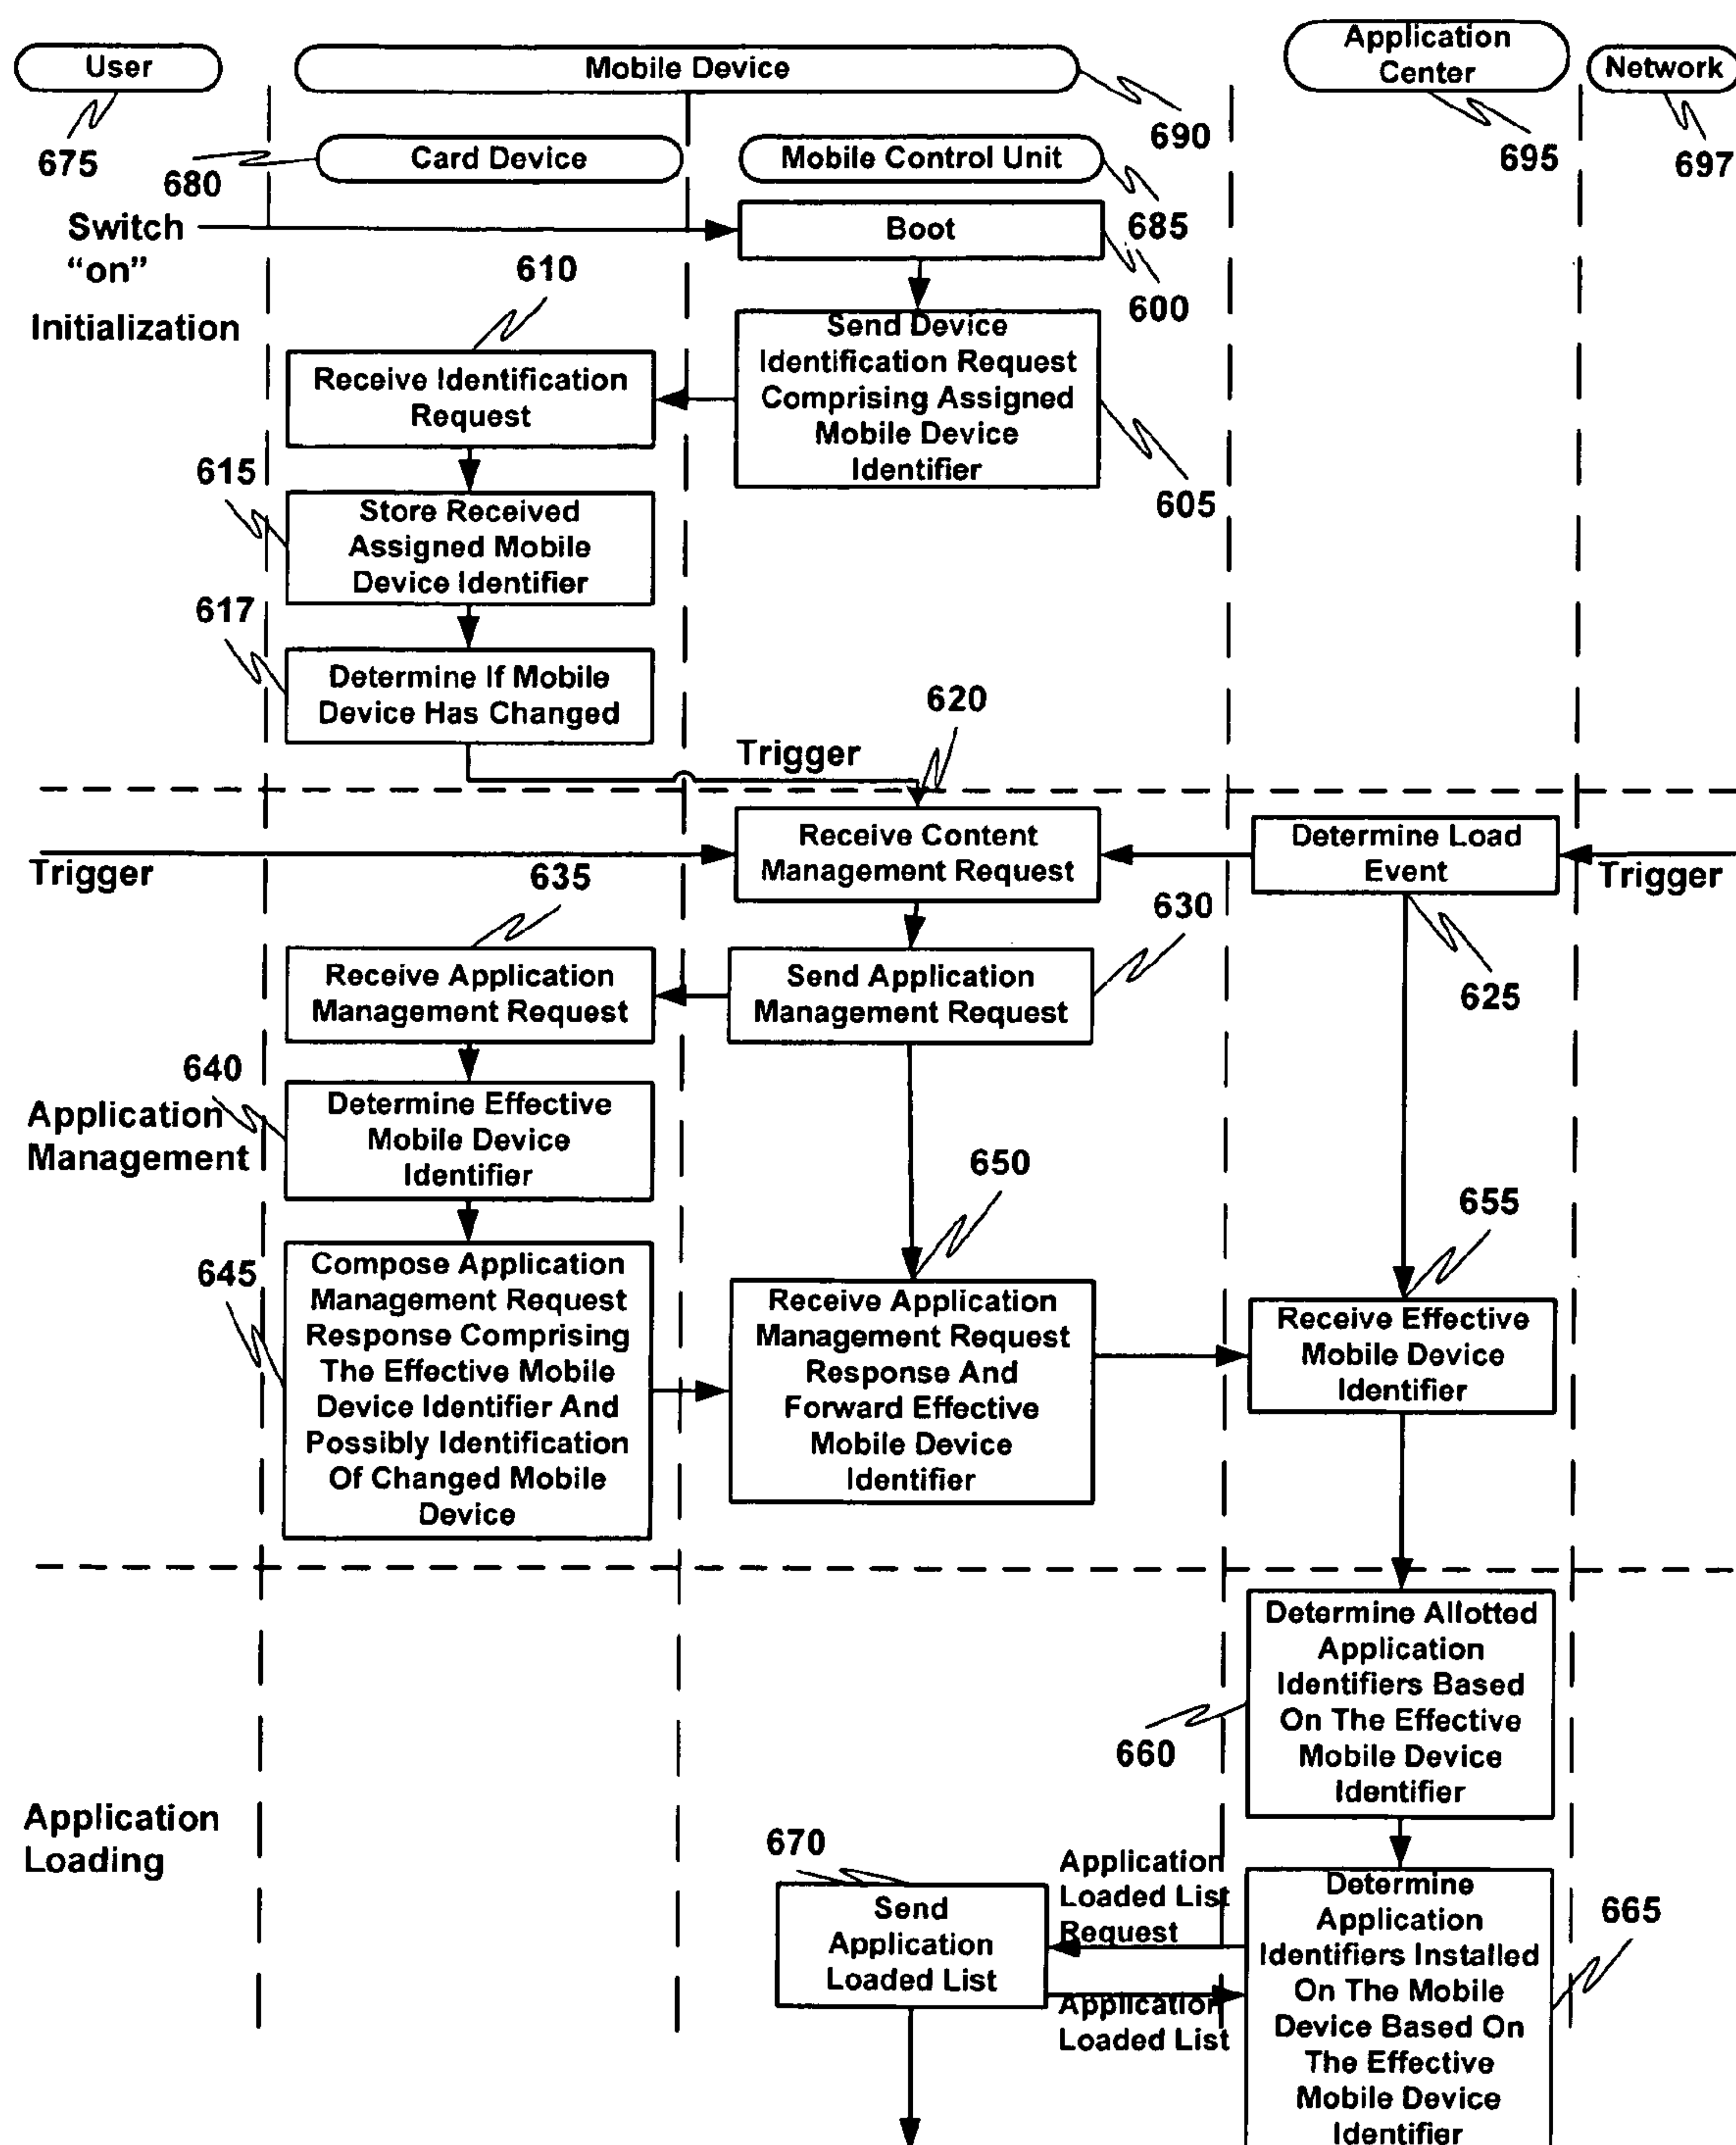 User
Mobile Device
Application
Center
Network
675
680
Card Device
Mobile Control Unit
690
695
697
685
Switch
"on"
Boot
600
Initialization
610
Receive Identification
Request
Send Device
Identification Request
Comprising Assigned
Mobile Device
Identifier
605
615
Store Received
Assigned Mobile
Device Identifier
617
Determine If Mobile
Device Has Changed
Trigger
620
Trigger
Receive Content
Management Request
Determine Load
Event
Trigger
635
630
625
Receive Application
Management Request
Send Application
Management Request
Application
Management
640
Determine Effective
Mobile Device
Identifier
650
655
645
Compose Application
Management Request
Response Comprising
The Effective Mobile
Device Identifier And
Possibly Identification
Of Changed Mobile
Device
Receive Application
Management Request
Response And
Forward Effective
Mobile Device
Identifier
Receive Effective
Mobile Device
Identifier
Determine Allotted
Application
Identifiers Based
On The Effective
Mobile Device
Identifier
660
Application
Loading
670
Send
Application
Loaded List
Application
Loaded List
Request
Application
Loaded List
Determine
Application
Identifiers Installed
On The Mobile
Device Based On
The Effective
Mobile Device
Identifier
665